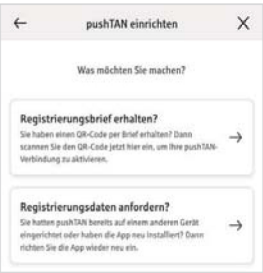 pushTAN einrichten
Was möchten Sie machen?
Registrierungsbrief erhalten?
Sie haben einen QR-Code per Brief erhalten? Dann
scannen Sie den QR-Code jetzt hier ein, um Ihre pushTAN-
Verbindung zu aktivieren.
Registrierungsdaten anfordern?
Sie hatten pushTAN bereits auf einem anderen Gerät
eingerichtet oder haben die App neu installiert? Dann
richten Sie die App wieder neu ein.